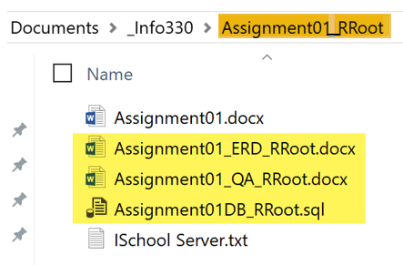 Documents > _Info330 > Assignment01_RRoot
Name
Assignment01.docx
Assignment01_ERD_RRoot.docx
Assignment01_QA_RRoot.docx
Assignment01DB_RRoot.sql
ISchool Server.txt